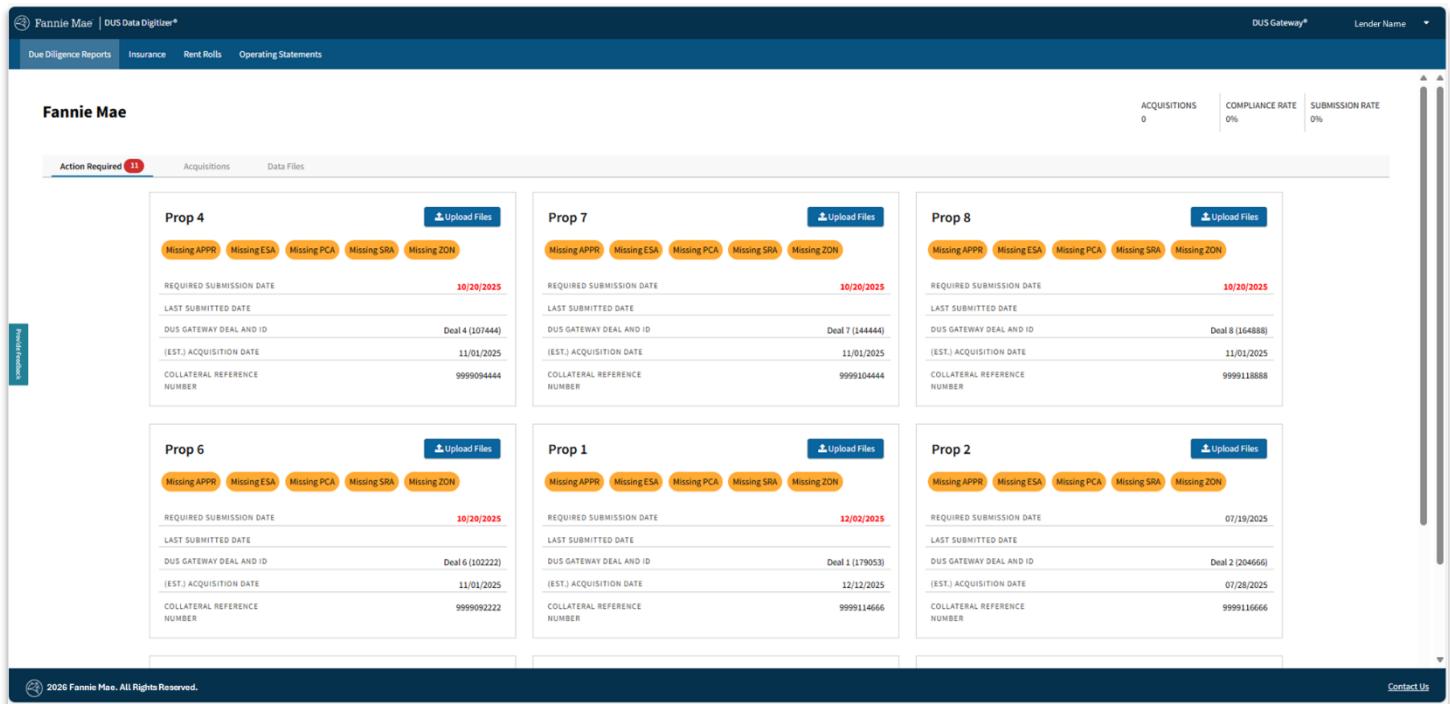 Fannie Mae | DUS Data Digitizer® DUS Gateway® Lender Name
Due Diligence Reports Insurance Rent Rolls Operating Statements
Fannie Mae
ACQUISITIONS COMPLIANCE RATE SUBMISSION RATE
0 0% 0%
Action Required 11 Acquisitions Data Files
Provide Feedback
Prop 4 Upload Files
Missing APPR Missing ESA Missing PCA Missing SRA Missing ZON
REQUIRED SUBMISSION DATE 10/20/2025
LAST SUBMITTED DATE
DUS GATEWAY DEAL AND ID Deal 4 (107444)
(EST.) ACQUISITION DATE 11/01/2025
COLLATERAL REFERENCE 9999094444
NUMBER
Prop 7 Upload Files
Missing APPR Missing ESA Missing PCA Missing SRA Missing ZON
REQUIRED SUBMISSION DATE 10/20/2025
LAST SUBMITTED DATE
DUS GATEWAY DEAL AND ID Deal 7 (144444)
(EST.) ACQUISITION DATE 11/01/2025
COLLATERAL REFERENCE 9999104444
NUMBER
Prop 8 Upload Files
Missing APPR Missing ESA Missing PCA Missing SRA Missing ZON
REQUIRED SUBMISSION DATE 10/20/2025
LAST SUBMITTED DATE
DUS GATEWAY DEAL AND ID Deal 8 (164888)
(EST.) ACQUISITION DATE 11/01/2025
COLLATERAL REFERENCE 9999118888
NUMBER
Prop 6 Upload Files
Missing APPR Missing ESA Missing PCA Missing SRA Missing ZON
REQUIRED SUBMISSION DATE 10/20/2025
LAST SUBMITTED DATE
DUS GATEWAY DEAL AND ID Deal 6 (102222)
(EST.) ACQUISITION DATE 11/01/2025
COLLATERAL REFERENCE 9999092222
NUMBER
Prop 1 Upload Files
Missing APPR Missing ESA Missing PCA Missing SRA Missing ZON
REQUIRED SUBMISSION DATE 12/02/2025
LAST SUBMITTED DATE
DUS GATEWAY DEAL AND ID Deal 1 (179053)
(EST.) ACQUISITION DATE 12/12/2025
COLLATERAL REFERENCE 9999114666
NUMBER
Prop 2 Upload Files
Missing APPR Missing ESA Missing PCA Missing SRA Missing ZON
REQUIRED SUBMISSION DATE 07/19/2025
LAST SUBMITTED DATE
DUS GATEWAY DEAL AND ID Deal 2 (204666)
(EST.) ACQUISITION DATE 07/28/2025
COLLATERAL REFERENCE 9999116666
NUMBER
2026 Fannie Mae. All Rights Reserved. Contact Us